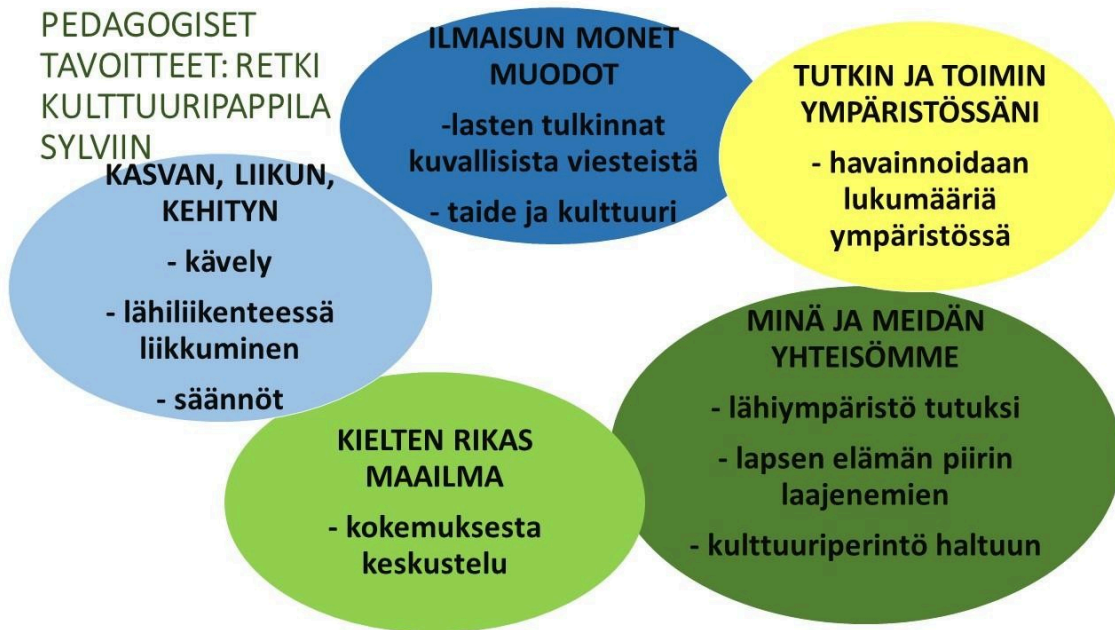 PEDAGOGISET
TAVOITTEET: RETKI
KULTTUURIPAPPILA
SYLVIIN
ILMAISUN MONET
MUODOT
-lasten tulkinnat
kuvallisista viesteistä
- taide ja kulttuuri
TUTKIN JA TOIMIN
YMPÄRISTÖSSÄNI
- havainnoidaan
lukumääriä
ympäristössä
KASVAN, LIIKUN,
KEHITYN
- kävely
- lähiliikenteessä
liikkuminen
- säännöt
KIELTEN RIKAS
MAAILMA
- kokemuksesta
keskustelu
MINÄ JA MEIDÄN
YHTEISÖMME
- lähiympäristö tutuksi
- lapsen elämän piirin
laajenemien
- kulttuuriperintö haltuun